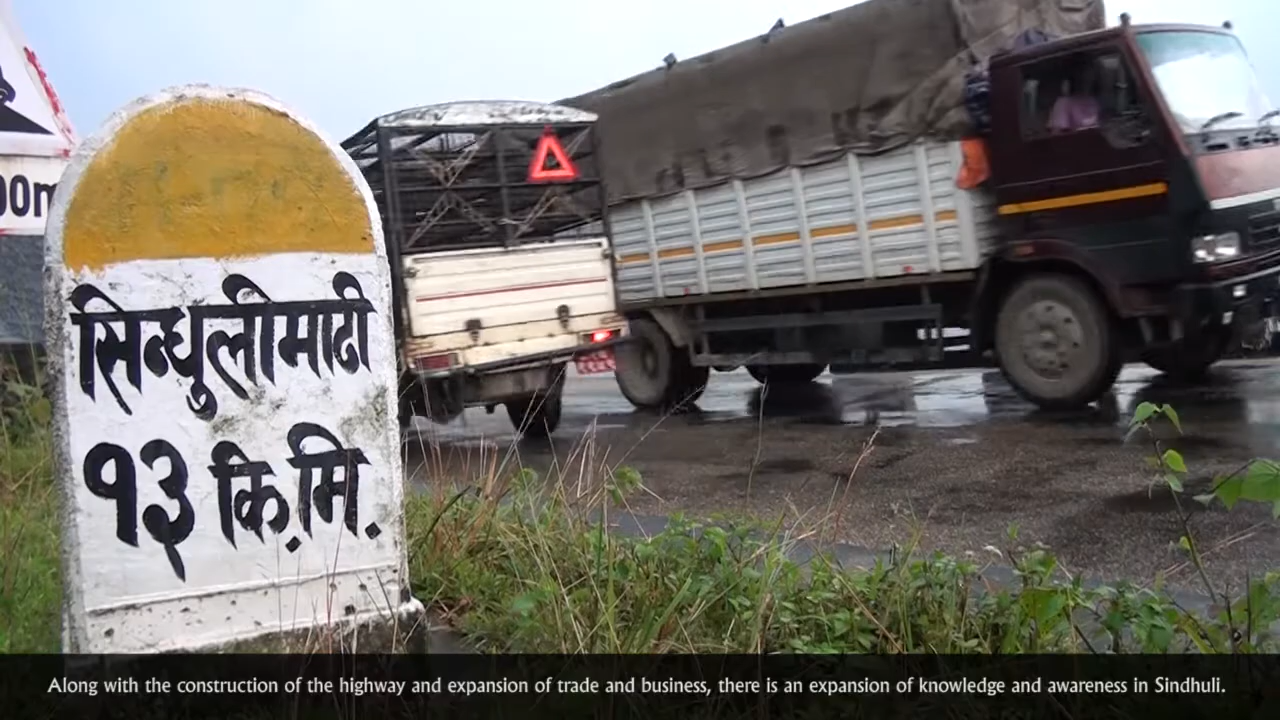 00m
सिन्धुलीमाढी
१३ कि.मि.
Along with the construction of the highway and expansion of trade and business, there is an expansion of knowledge and awareness in Sindhuli.